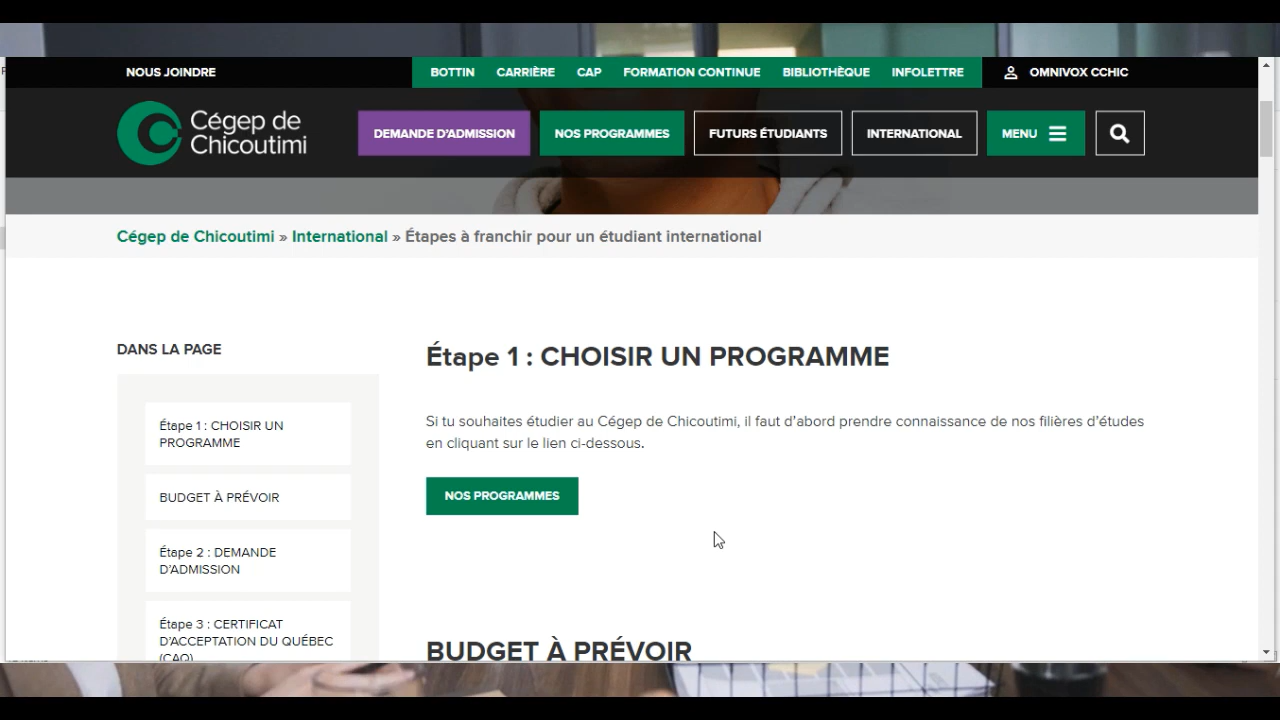 NOUS JOINDRE
BOTTIN CARRIÈRE CAP FORMATION CONTINUE BIBLIOTHÈQUE INFOLETTRE
OMNIVOX CCHIC
Cégep de
Chicoutimi
DEMANDE D'ADMISSION
NOS PROGRAMMES
FUTURS ÉTUDIANTS
INTERNATIONAL
MENU
Cégep de Chicoutimi » International » Étapes à franchir pour un étudiant international
DANS LA PAGE
Étape 1 : CHOISIR UN
PROGRAMME
BUDGET À PRÉVOIR
Étape 2 : DEMANDE
D'ADMISSION
Étape 3 : CERTIFICAT
D'ACCEPTATION DU QUÉBEC
(CAQ)
Étape 1 : CHOISIR UN PROGRAMME
Si tu souhaites étudier au Cégep de Chicoutimi, il faut d'abord prendre connaissance de nos filières d'études
en cliquant sur le lien ci-dessous.
NOS PROGRAMMES
BUDGET À PRÉVOIR